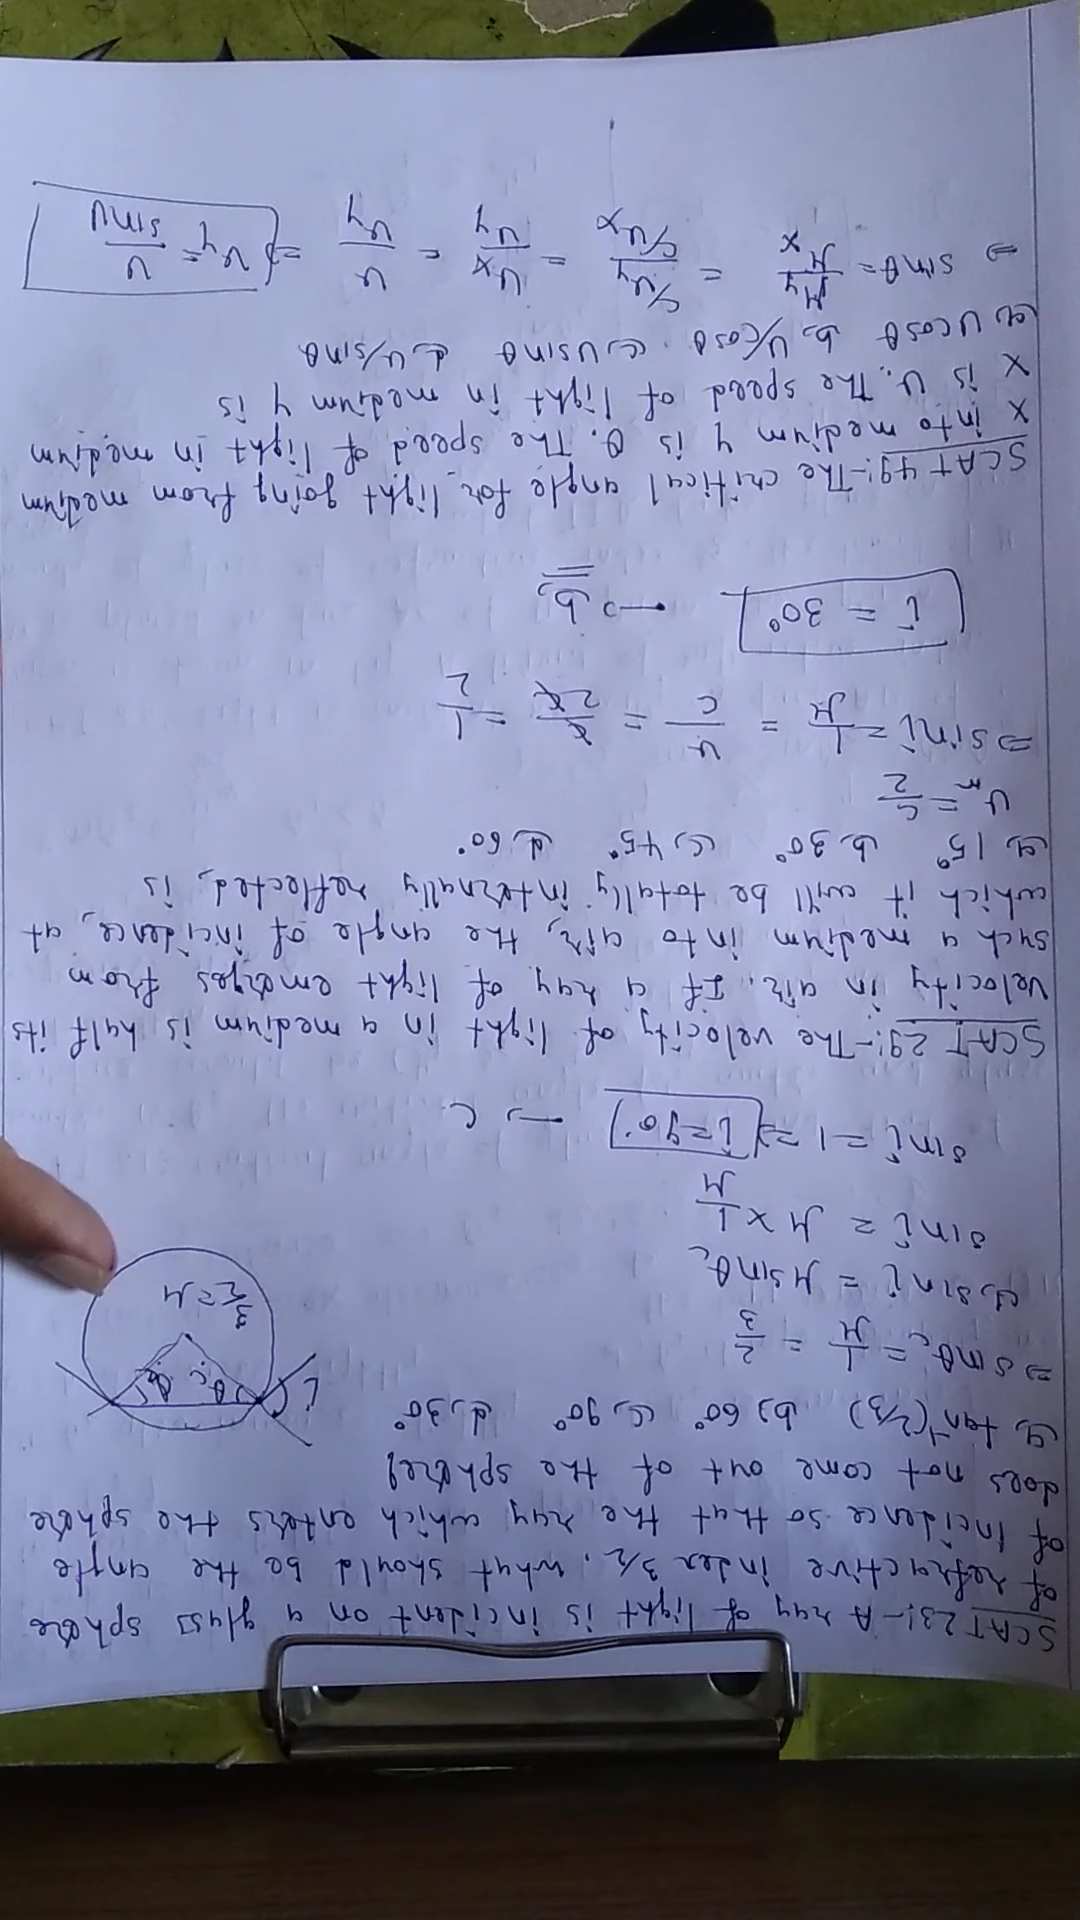 SCAT 23:- A ray of light is incident on a glass sphere
of refractive index 3/2. what should be the angle
of incidence so that the ray which enters the sphere
does not come out of the sphere?
a, tan⁻¹(2/3) b, 60° c, 90° d, 30°
⇒ sinθc = 1/μ = 2/3
a, sin i = μ sinθc
sin i = μ × 1/μ
sin i = 1 ⇒ i = 90° → c
θc θc i
3/2 = μ
SCAT 29:- The velocity of light in a medium is half its
velocity in air. If a ray of light emerges from
such a medium into air, the angle of incidence, at
which it will be totally internally reflected, is
a, 15° b, 30° c, 45° d, 60°
vm = c/2
⇒ sin i = 1/μ = v/c = c/2c = 1/2
i = 30° → b,
SCAT 49:- The critical angle for light going from medium
X into medium Y is θ. The speed of light in medium
X is v. The speed of light in medium Y is
a, v cosθ b, v/cosθ c, v sinθ d, v/sinθ
⇒ sinθ = μy/μx = c/vy / c/vx = vx/vy = v/vy ⇒ vy = v/sinυ